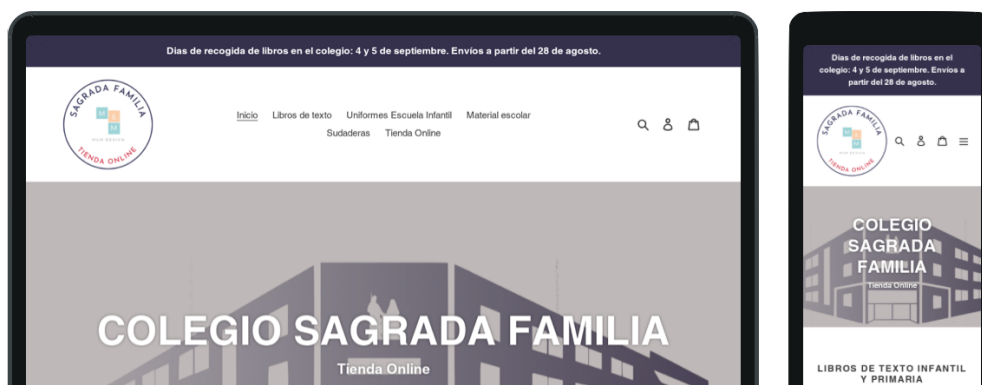 Dias de recogida de libros en el colegio: 4 y 5 de septiembre. Envíos a partir del 28 de agosto.
SAGRADA FAMILIA
TIENDA ONLINE
Inicio Libros de texto Uniformes Escuela Infantil Material escolar
Sudaderas Tienda Online
COLEGIO SAGRADA FAMILIA
Tienda Online
Dias de recogida de libros en el
colegio: 4 y 5 de septiembre. Envíos a
partir del 28 de agosto.
SAGRADA FAMILIA
TIENDA ONLINE
COLEGIO
SAGRADA
FAMILIA
Tienda Online
LIBROS DE TEXTO INFANTIL
Y PRIMARIA